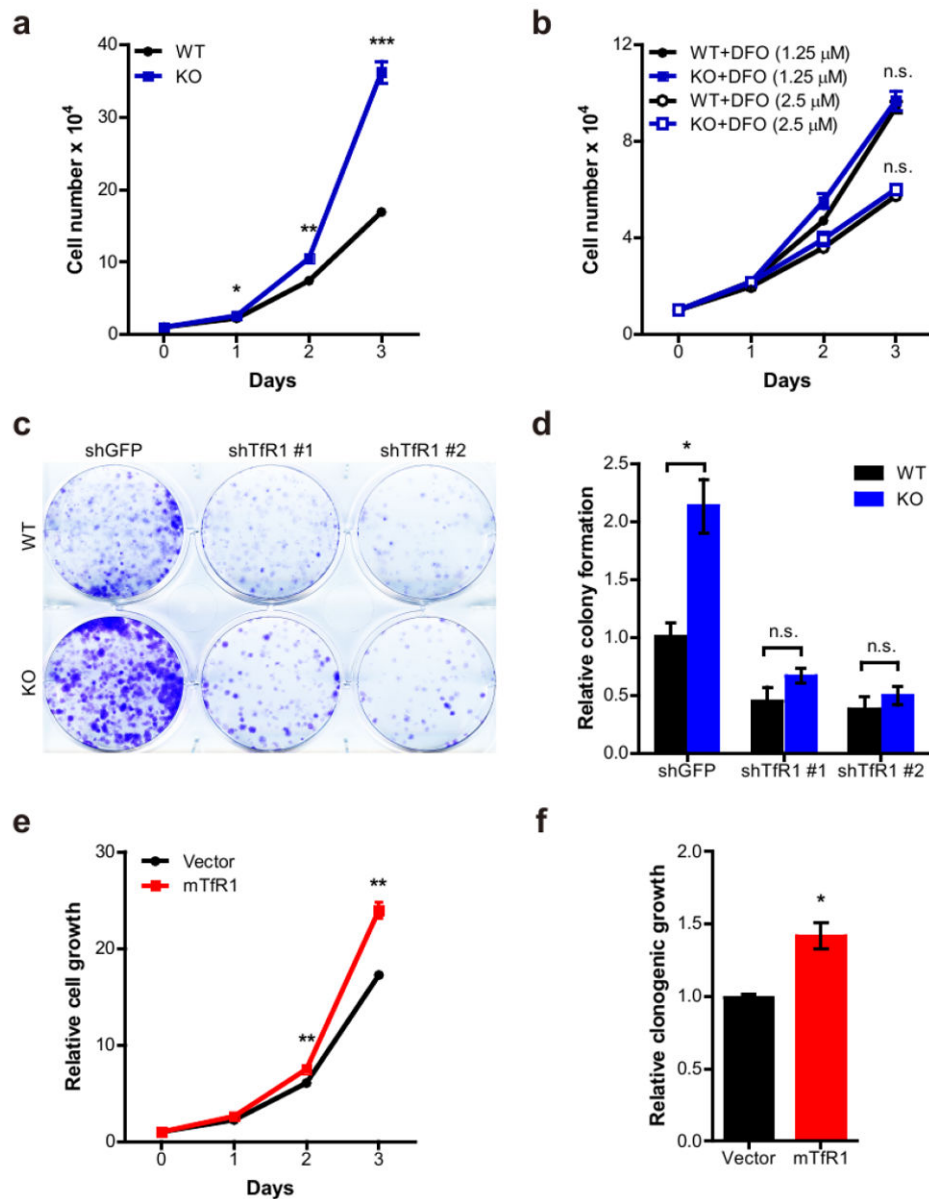 a
WT
KO
***
**
*
40
30
20
10
0
Cell number x 10⁴
0 1 2 3
Days
b
WT+DFO (1.25 μM)
KO+DFO (1.25 μM)
WT+DFO (2.5 μM)
KO+DFO (2.5 μM)
n.s.
n.s.
12
8
4
0
Cell number x 10⁴
0 1 2 3
Days
c
shGFP shTfR1 #1 shTfR1 #2
WT
KO
d
*
WT
KO
n.s.
n.s.
2.5
2.0
1.5
1.0
0.5
0.0
Relative colony formation
shGFP shTfR1 #1 shTfR1 #2
e
Vector
mTfR1
**
**
30
20
10
0
Relative cell growth
0 1 2 3
Days
f
*
2.0
1.5
1.0
0.5
0.0
Relative clonogenic growth
Vector mTfR1